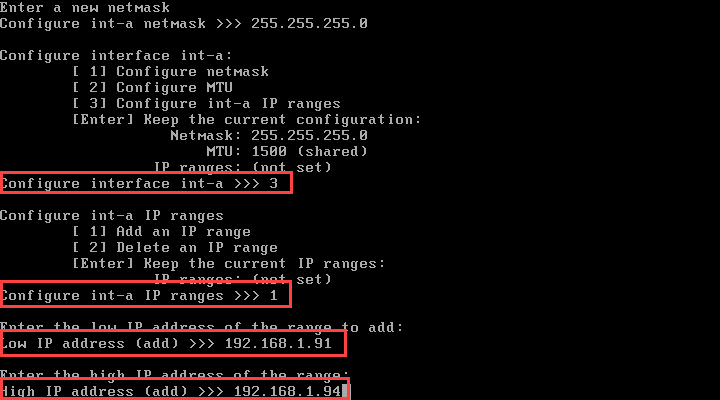 Enter a new netmask
Configure int-a netmask >>> 255.255.255.0
Configure interface int-a:
[ 1] Configure netmask
[ 2] Configure MTU
[ 3] Configure int-a IP ranges
[Enter] Keep the current configuration:
Netmask: 255.255.255.0
MTU: 1500 (shared)
IP ranges: (not set)
Configure interface int-a >>> 3
Configure int-a IP ranges
[ 1] Add an IP range
[ 2] Delete an IP range
[Enter] Keep the current IP ranges:
IP ranges: (not set)
Configure int-a IP ranges >>> 1
Enter the low IP address of the range to add:
Low IP address (add) >>> 192.168.1.91
Enter the high IP address of the range:
High IP address (add) >>> 192.168.1.94